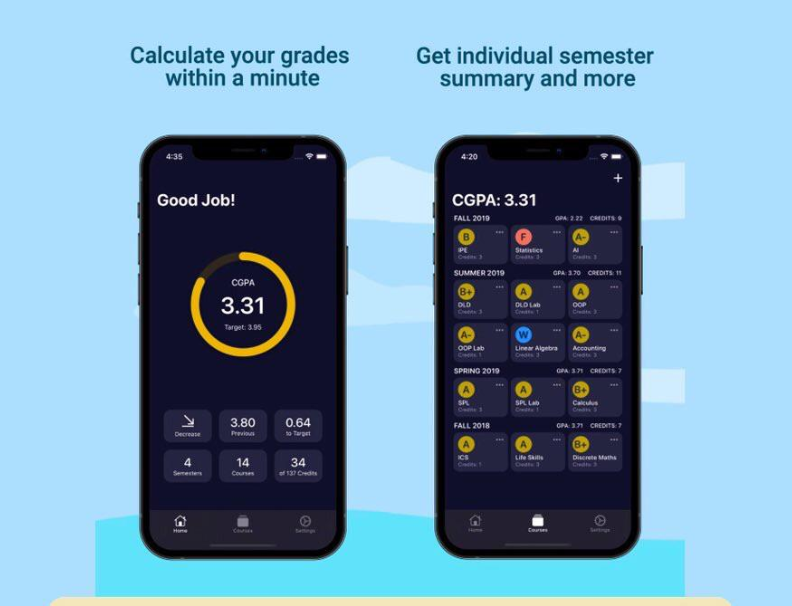 Calculate your grades
within a minute
Get individual semester
summary and more
4:35
Good Job!
CGPA
3.31
Target: 3.95
Decrease
3.80
Previous
0.64
to Target
4
Semesters
14
Courses
34
of 137 Credits
Home
Courses
Settings
4:20
+
CGPA: 3.31
FALL 2019 GPA: 2.22 CREDITS: 9
B
IPE
Credits: 3
F
Statistics
Credits: 3
A-
AI
Credits: 3
SUMMER 2019 GPA: 3.70 CREDITS: 11
B+
DLD
Credits: 3
A
DLD Lab
Credits: 1
A
OOP
Credits: 3
A-
OOP Lab
Credits: 1
W
Linear Algebra
Credits: 3
A-
Accounting
Credits: 3
SPRING 2019 GPA: 3.71 CREDITS: 7
A
SPL
Credits: 3
A
SPL Lab
Credits: 1
B+
Calculus
Credits: 3
FALL 2018 GPA: 3.71 CREDITS: 7
A
ICS
Credits: 1
A
Life Skills
Credits: 3
B+
Discrete Maths
Credits: 3
Home
Courses
Settings